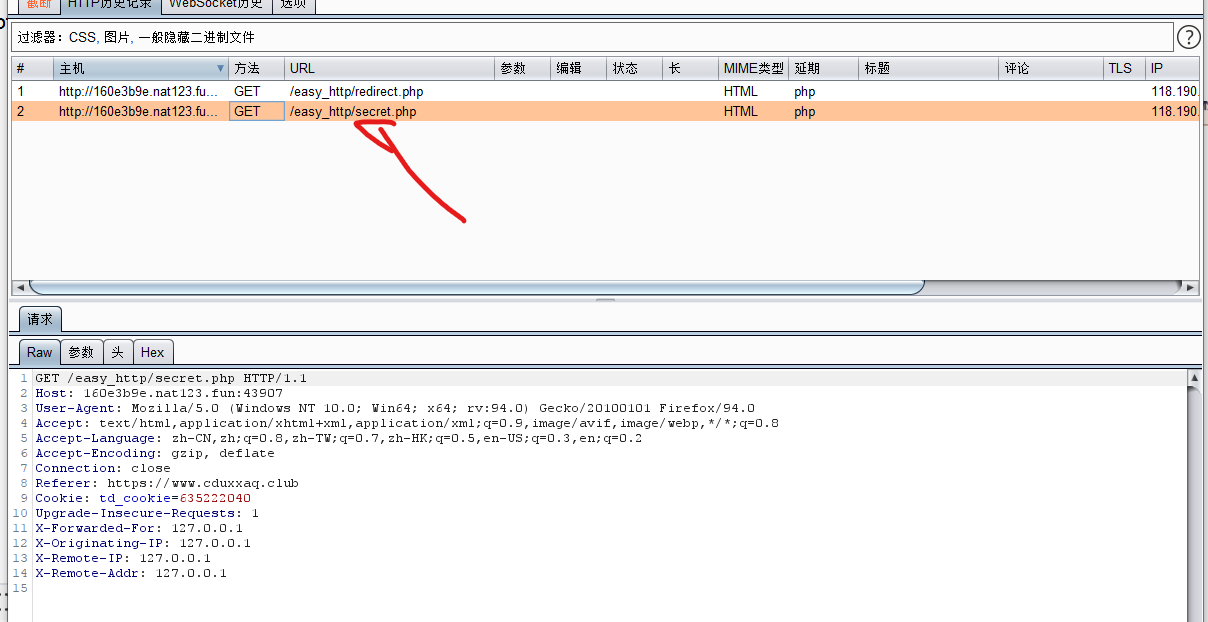 截断 HTTP历史记录 WebSocket历史 选项
过滤器：CSS, 图片, 一般隐藏二进制文件 ?
# 主机 方法 URL 参数 编辑 状态 长 MIME类型 延期 标题 评论 TLS IP
1 http://160e3b9e.nat123.fu... GET /easy_http/redirect.php HTML php 118.190.
2 http://160e3b9e.nat123.fu... GET /easy_http/secret.php HTML php 118.190.
请求
Raw 参数 头 Hex
1 GET /easy_http/secret.php HTTP/1.1
2 Host: 160e3b9e.nat123.fun:43907
3 User-Agent: Mozilla/5.0 (Windows NT 10.0; Win64; x64; rv:94.0) Gecko/20100101 Firefox/94.0
4 Accept: text/html,application/xhtml+xml,application/xml;q=0.9,image/avif,image/webp,*/*;q=0.8
5 Accept-Language: zh-CN,zh;q=0.8,zh-TW;q=0.7,zh-HK;q=0.5,en-US;q=0.3,en;q=0.2
6 Accept-Encoding: gzip, deflate
7 Connection: close
8 Referer: https://www.cduxxaq.club
9 Cookie: td_cookie=635222040
10 Upgrade-Insecure-Requests: 1
11 X-Forwarded-For: 127.0.0.1
12 X-Originating-IP: 127.0.0.1
13 X-Remote-IP: 127.0.0.1
14 X-Remote-Addr: 127.0.0.1
15